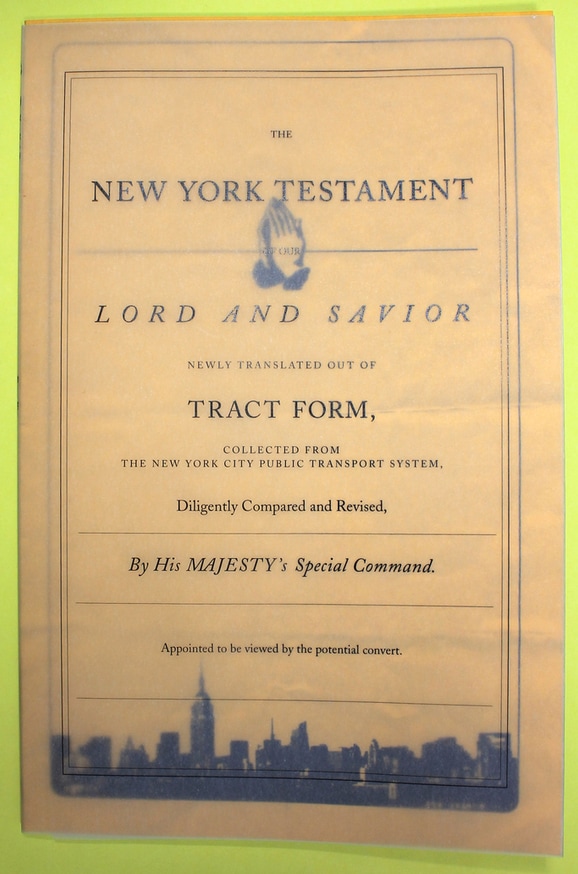 THE
NEW YORK TESTAMENT
OF OUR
LORD AND SAVIOR
NEWLY TRANSLATED OUT OF
TRACT FORM,
COLLECTED FROM
THE NEW YORK CITY PUBLIC TRANSPORT SYSTEM,
Diligently Compared and Revised,
By His MAJESTY's Special Command.
Appointed to be viewed by the potential convert.